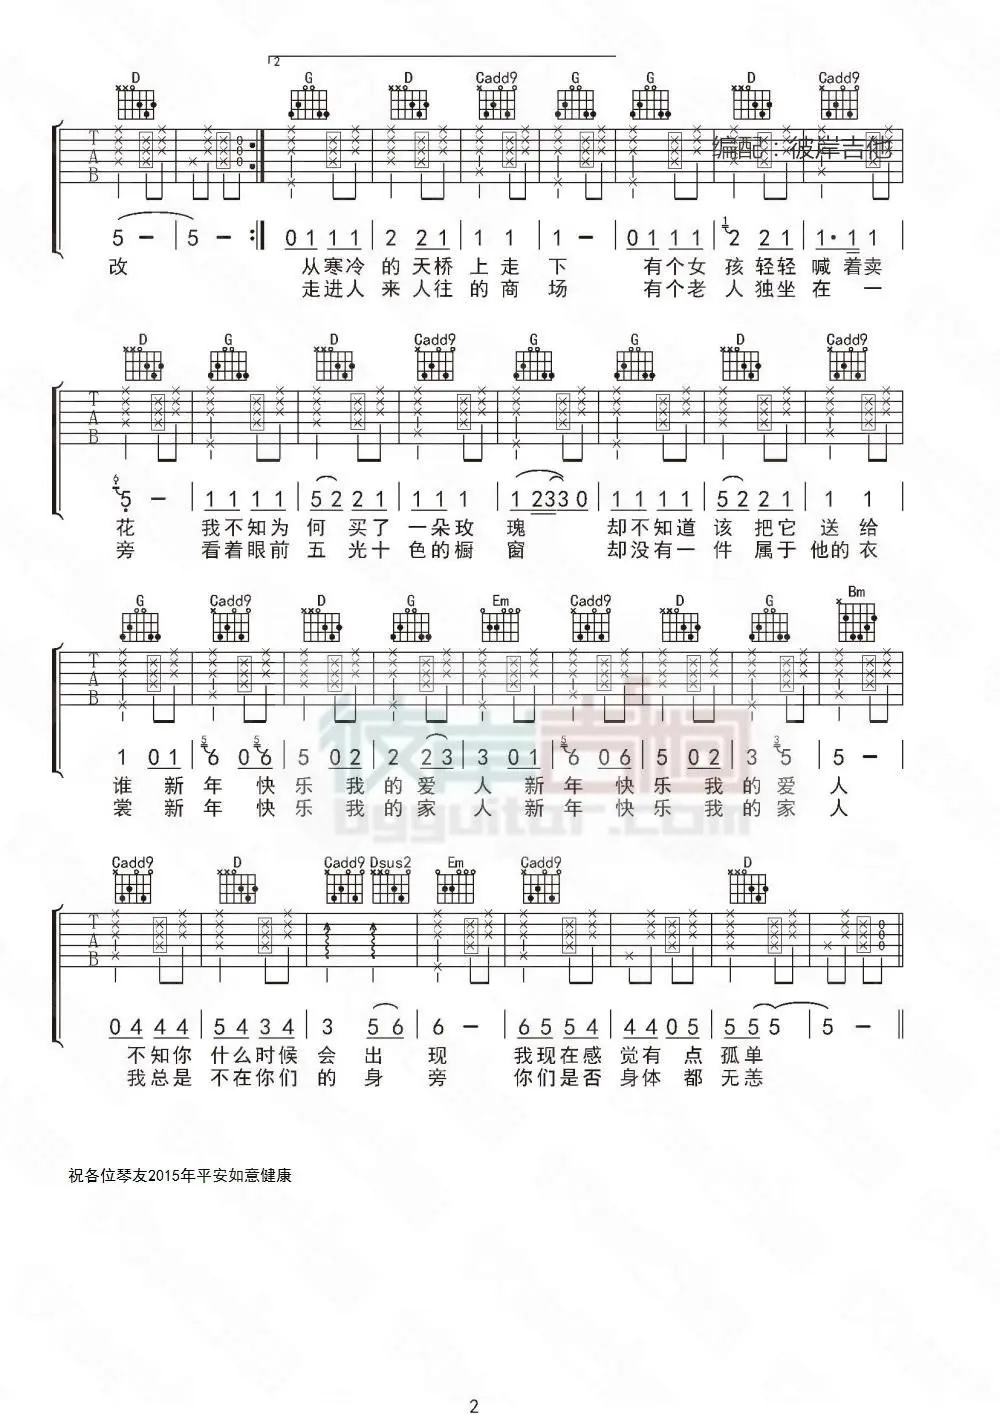 2
D G D Cadd9 G G D Cadd9
T
A
B
编配：彼岸吉他
5 – 5 – 0 1 1 1 2 2 1 1 1 1 – 0 1 1 1 1 2 2 1 1· 1 1
改 从寒冷 的 天桥 上 走 下 有个女 孩 轻轻 喊 着 卖
走进人 来 人往 的 商 场 有个老 人 独坐 在 一
D G D Cadd9 G G D Cadd9
T
A
B
6 5 – 1 1 1 1 5 2 2 1 1 1 1 1 2 3 3 0 1 1 1 1 5 2 2 1 1 1
花 我不知为 何 买了 一朵玫 瑰 却不知道 该 把它 送 给
旁 看着眼前 五 光十 色的橱 窗 却没有一 件 属于 他的 衣
G Cadd9 D G Em Cadd9 D G Bm
T
A
B
1 0 1 5 6 0 5 6 5 0 2 2 2 3 3 0 1 5 6 0 6 5 0 2 3 5 5 –
谁 新 年 快 乐 我 的 爱 人 新 年 快 乐 我 的 爱 人
裳 新 年 快 乐 我 的 家 人 新 年 快 乐 我 的 家 人
彼岸吉他
bgguitar.com
Cadd9 D Cadd9 Dsus2 Em Cadd9 D
T
A
B
0 4 4 4 5 4 3 4 3 5 6 6 – 6 5 5 4 4 4 0 5 5 5 5 5 –
不知你 什么时候 会 出 现 我现在感 觉有 点 孤单
我总是 不在你们 的 身 旁 你们是否 身体 都 无恙
祝各位琴友2015年平安如意健康
2